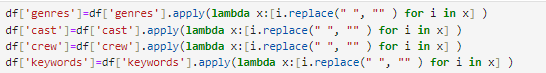 df['genres']=df['genres'].apply(lambda x:[i.replace(" ", "" ) for i in x] )
df['cast']=df['cast'].apply(lambda x:[i.replace(" ", "" ) for i in x] )
df['crew']=df['crew'].apply(lambda x:[i.replace(" ", "" ) for i in x] )
df['keywords']=df['keywords'].apply(lambda x:[i.replace(" ", "" ) for i in x] )